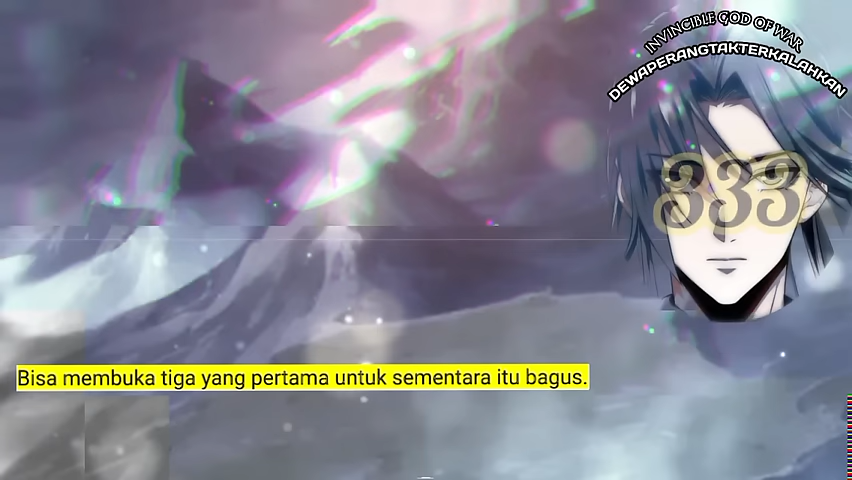 INVINCIBLE GOD OF WAR
DEWAPERANGTAKTERKALAHKAN
333
Bisa membuka tiga yang pertama untuk sementara itu bagus.